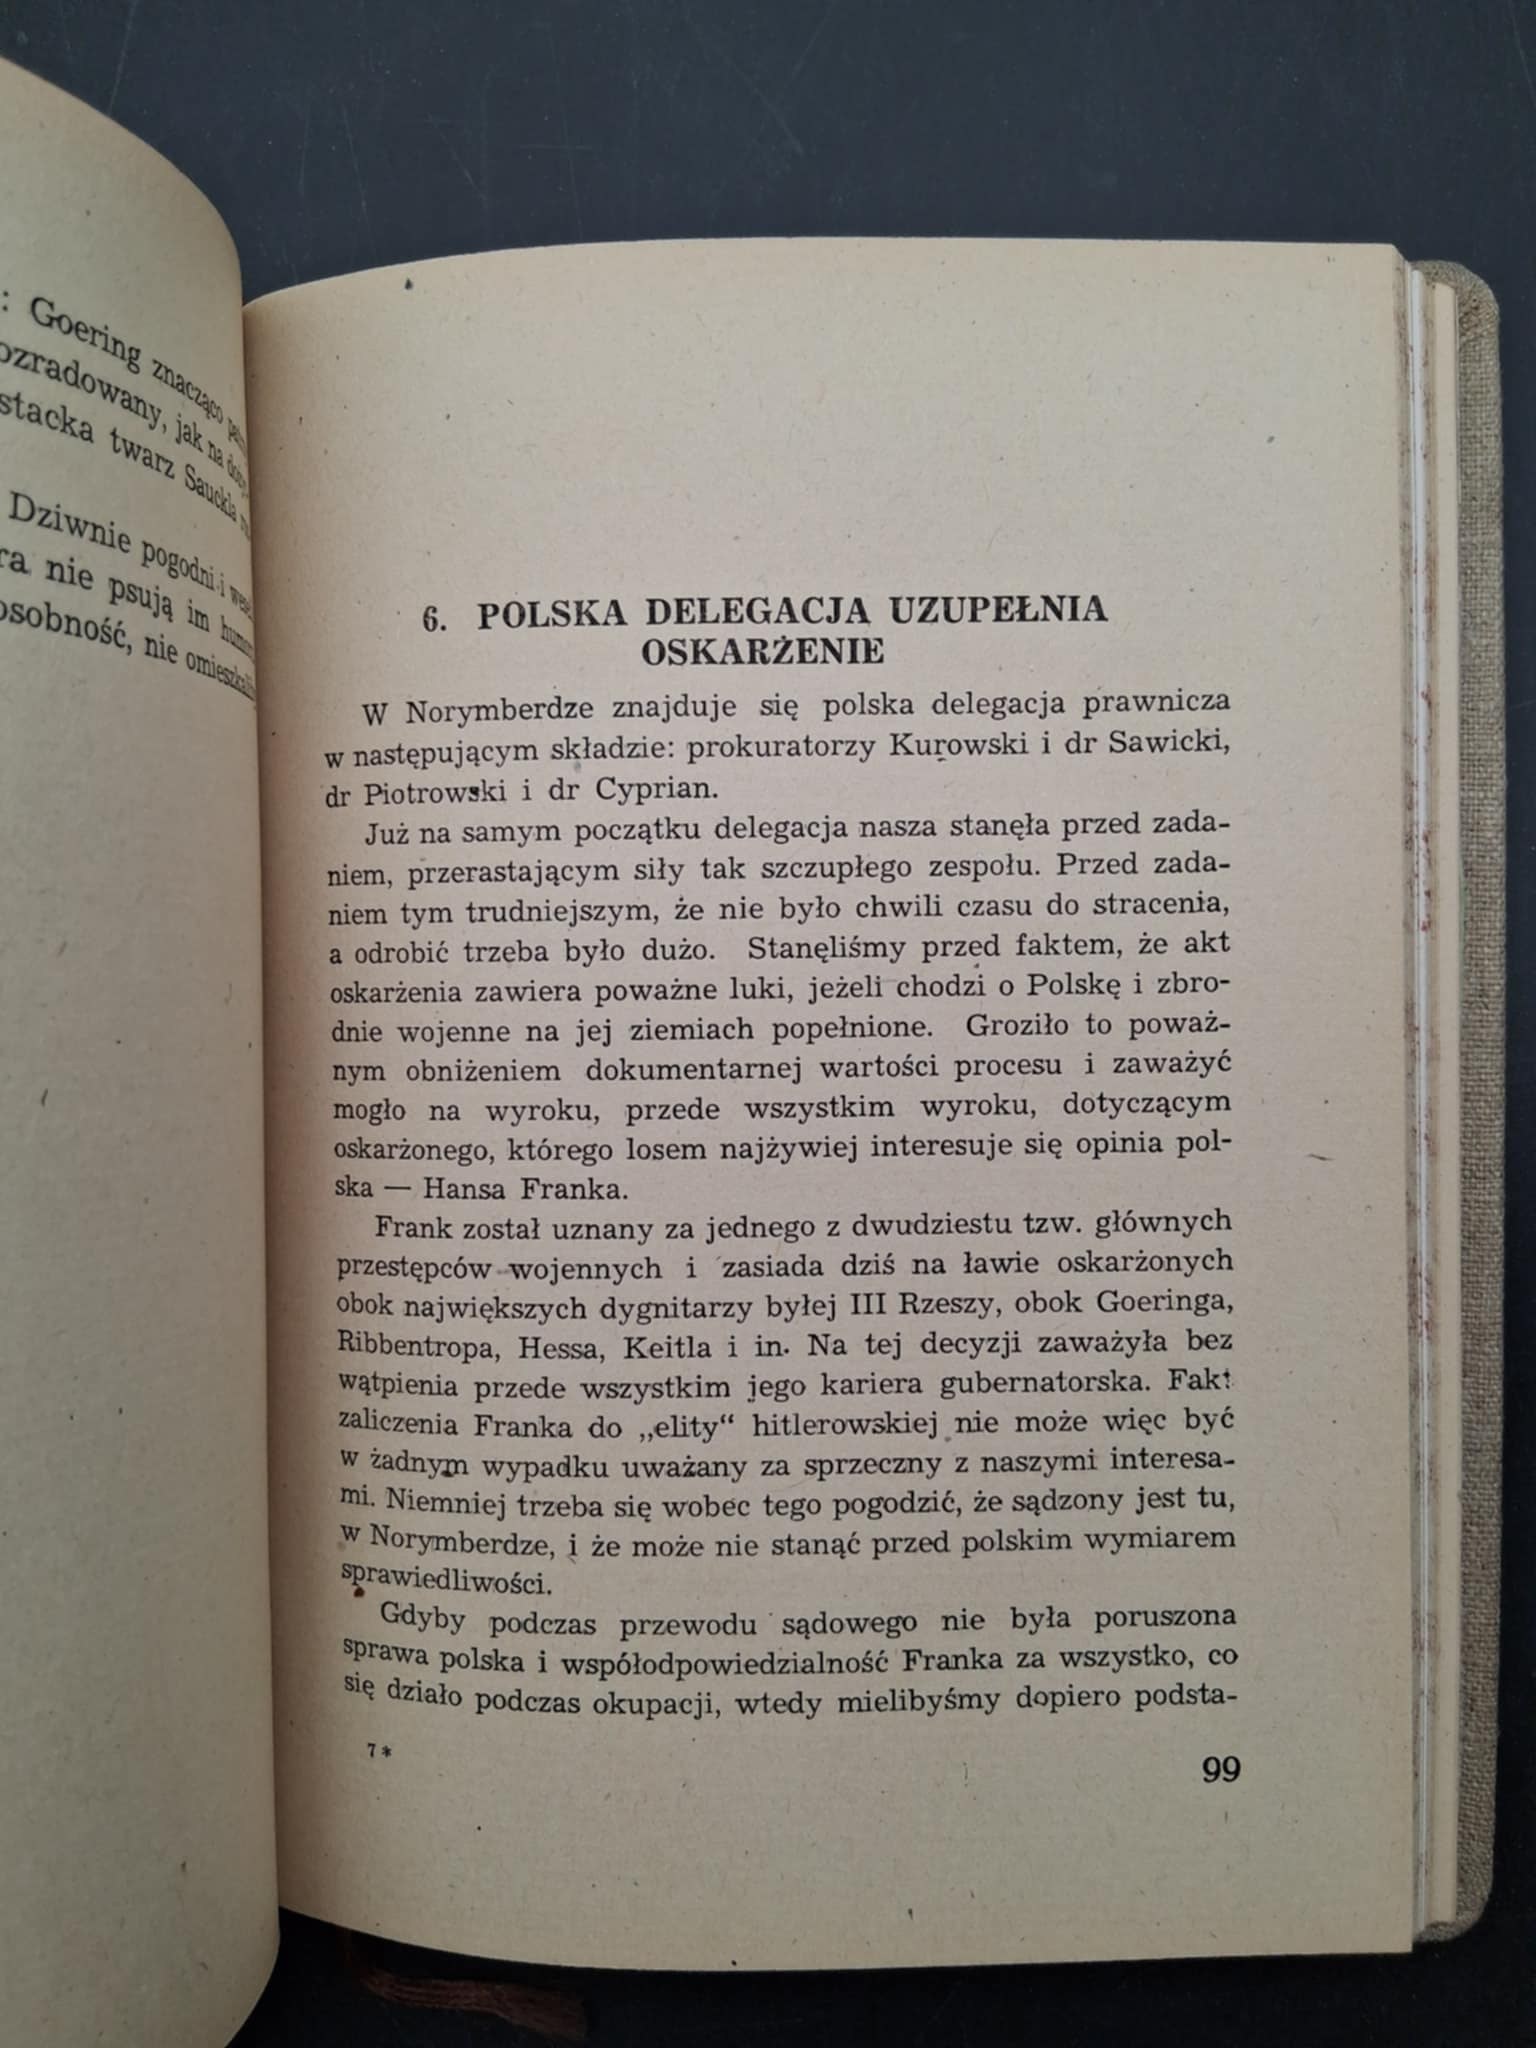 : Goering znacząco
ozradowany, jak na
stacka twarz Sauckla
Dziwnie pogodni i
ra nie psują im
osobność, nie
6. POLSKA DELEGACJA UZUPEŁNIA
OSKARŻENIE
W Norymberdze znajduje się polska delegacja prawnicza
w następującym składzie: prokuratorzy Kurowski i dr Sawicki,
dr Piotrowski i dr Cyprian.
Już na samym początku delegacja nasza stanęła przed zada-
niem, przerastającym siły tak szczupłego zespołu. Przed zada-
niem tym trudniejszym, że nie było chwili czasu do stracenia,
a odrobić trzeba było dużo. Stanęliśmy przed faktem, że akt
oskarżenia zawiera poważne luki, jeżeli chodzi o Polskę i zbro-
dnie wojenne na jej ziemiach popełnione. Groziło to poważ-
nym obniżeniem dokumentarnej wartości procesu i zaważyć
mogło na wyroku, przede wszystkim wyroku, dotyczącym
oskarżonego, którego losem najżywiej interesuje się opinia pol-
ska — Hansa Franka.
Frank został uznany za jednego z dwudziestu tzw. głównych
przestępców wojennych i zasiada dziś na ławie oskarżonych
obok największych dygnitarzy byłej III Rzeszy, obok Goeringa,
Ribbentropa, Hessa, Keitla i in. Na tej decyzji zaważyła bez
wątpienia przede wszystkim jego kariera gubernatorska. Fakt
zaliczenia Franka do „elity“ hitlerowskiej nie może więc być
w żadnym wypadku uważany za sprzeczny z naszymi interesa-
mi. Niemniej trzeba się wobec tego pogodzić, że sądzony jest tu,
w Norymberdze, i że może nie stanąć przed polskim wymiarem
sprawiedliwości.
Gdyby podczas przewodu sądowego nie była poruszona
sprawa polska i współodpowiedzialność Franka za wszystko, co
się działo podczas okupacji, wtedy mielibyśmy dopiero podsta-
7*
99